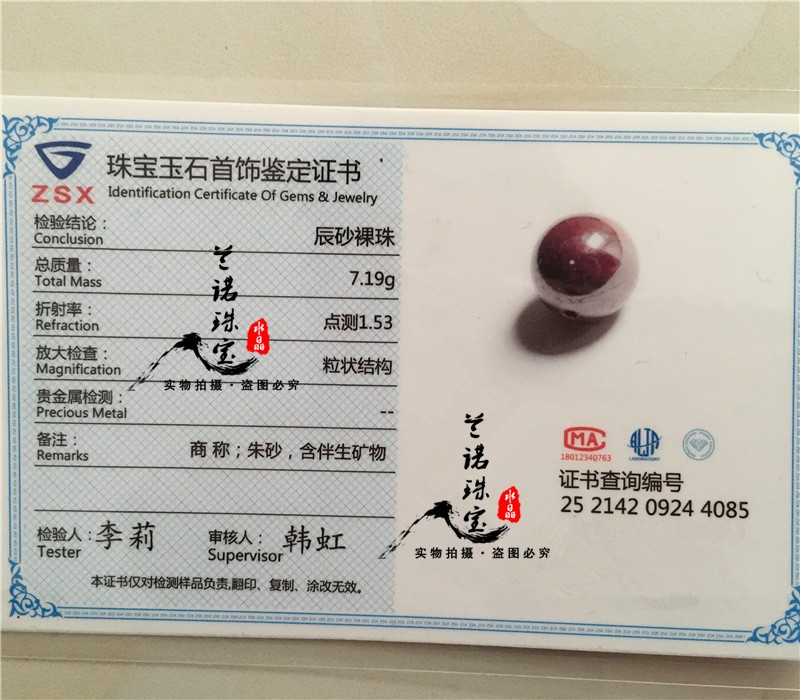 ZSX
珠宝玉石首饰鉴定证书
Identification Certificate Of Gems & Jewelry
检验结论：
Conclusion
辰砂裸珠
总质量：
Total Mass
7.19g
折射率：
Refraction
点测1.53
放大检查：
Magnification
粒状结构
贵金属检测：
Precious Metal
--
备注：
Remarks
商 称；朱砂，含伴生矿物
检验人：李莉
Tester
审核人：韩虹
Supervisor
本证书仅对检测样品负责,翻印、复制、涂改无效。
兰诺珠宝
水晶
实物拍摄·盗图必究
MA
18012340763
LABORATORY
证书查询编号
25 2142 0924 4085
兰诺珠宝
水晶
实物拍摄·盗图必究